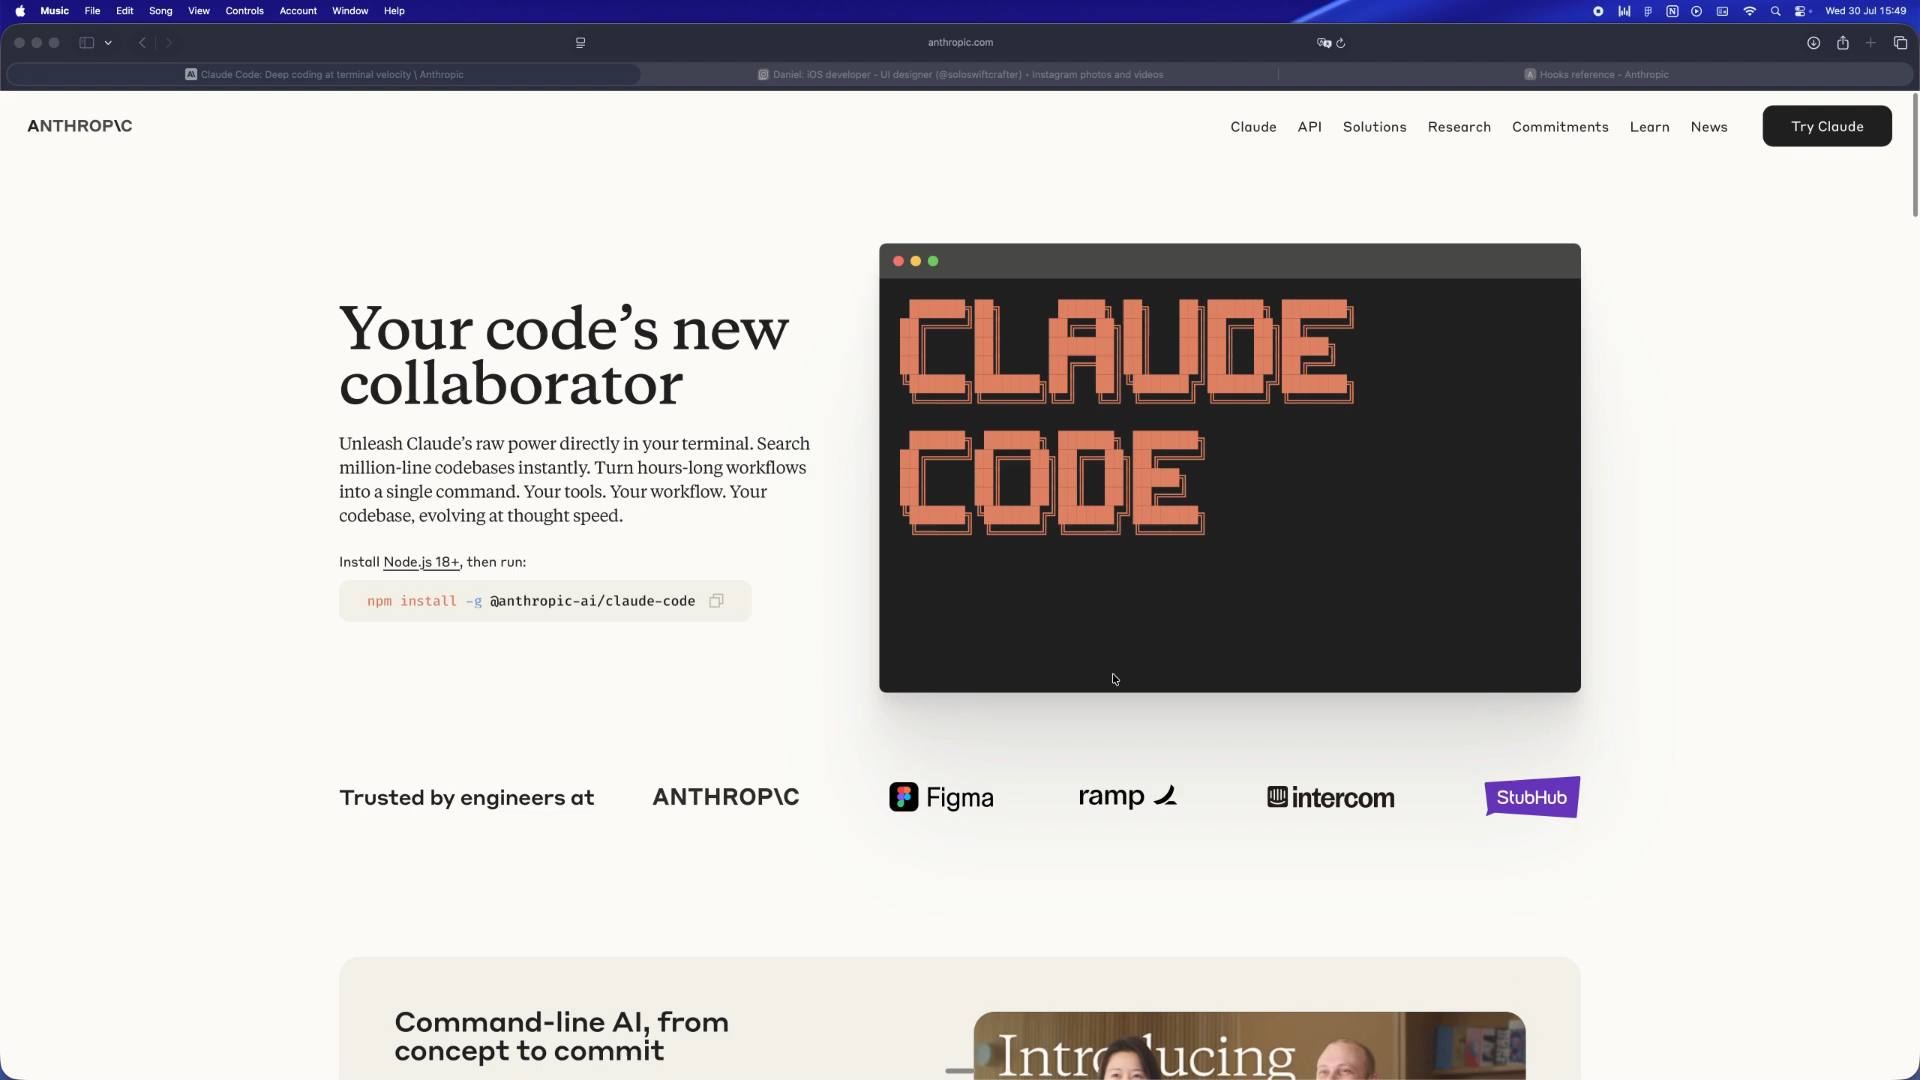 Music File Edit Song View Controls Account Window Help
Wed 30 Jul 15:49
anthropic.com
Claude Code: Deep coding at terminal velocity \ Anthropic
Daniel: iOS developer - UI designer (@soloswiftcrafter) • Instagram photos and videos
Hooks reference - Anthropic
ANTHROP\C
Claude API Solutions Research Commitments Learn News Try Claude
Your code's new
collaborator
Unleash Claude's raw power directly in your terminal. Search
million-line codebases instantly. Turn hours-long workflows
into a single command. Your tools. Your workflow. Your
codebase, evolving at thought speed.
Install Node.js 18+, then run:
npm install -g @anthropic-ai/claude-code
CLAUDE
CODE
Trusted by engineers at
ANTHROP\C
Figma
ramp
intercom
StubHub
Command-line AI, from
concept to commit
Introducing